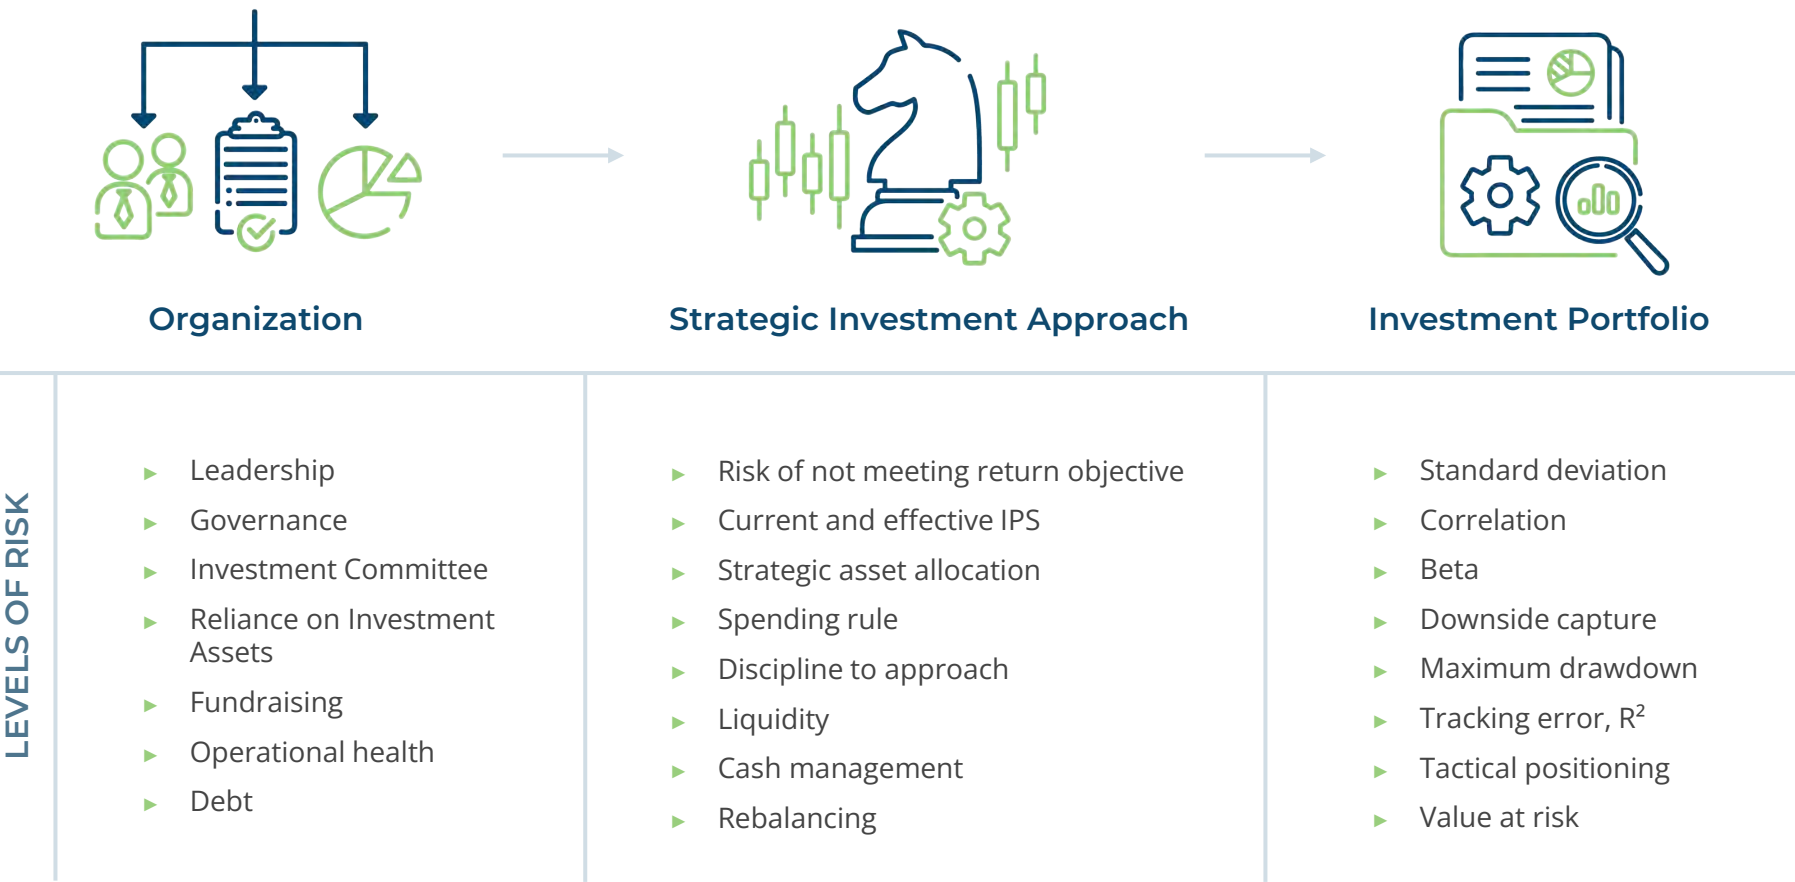 Organization
Strategic Investment Approach
Investment Portfolio
LEVELS OF RISK
Leadership
Governance
Investment Committee
Reliance on Investment
Assets
Fundraising
Operational health
Debt
Risk of not meeting return objective
Current and effective IPS
Strategic asset allocation
Spending rule
Discipline to approach
Liquidity
Cash management
Rebalancing
Standard deviation
Correlation
Beta
Downside capture
Maximum drawdown
Tracking error, R²
Tactical positioning
Value at risk